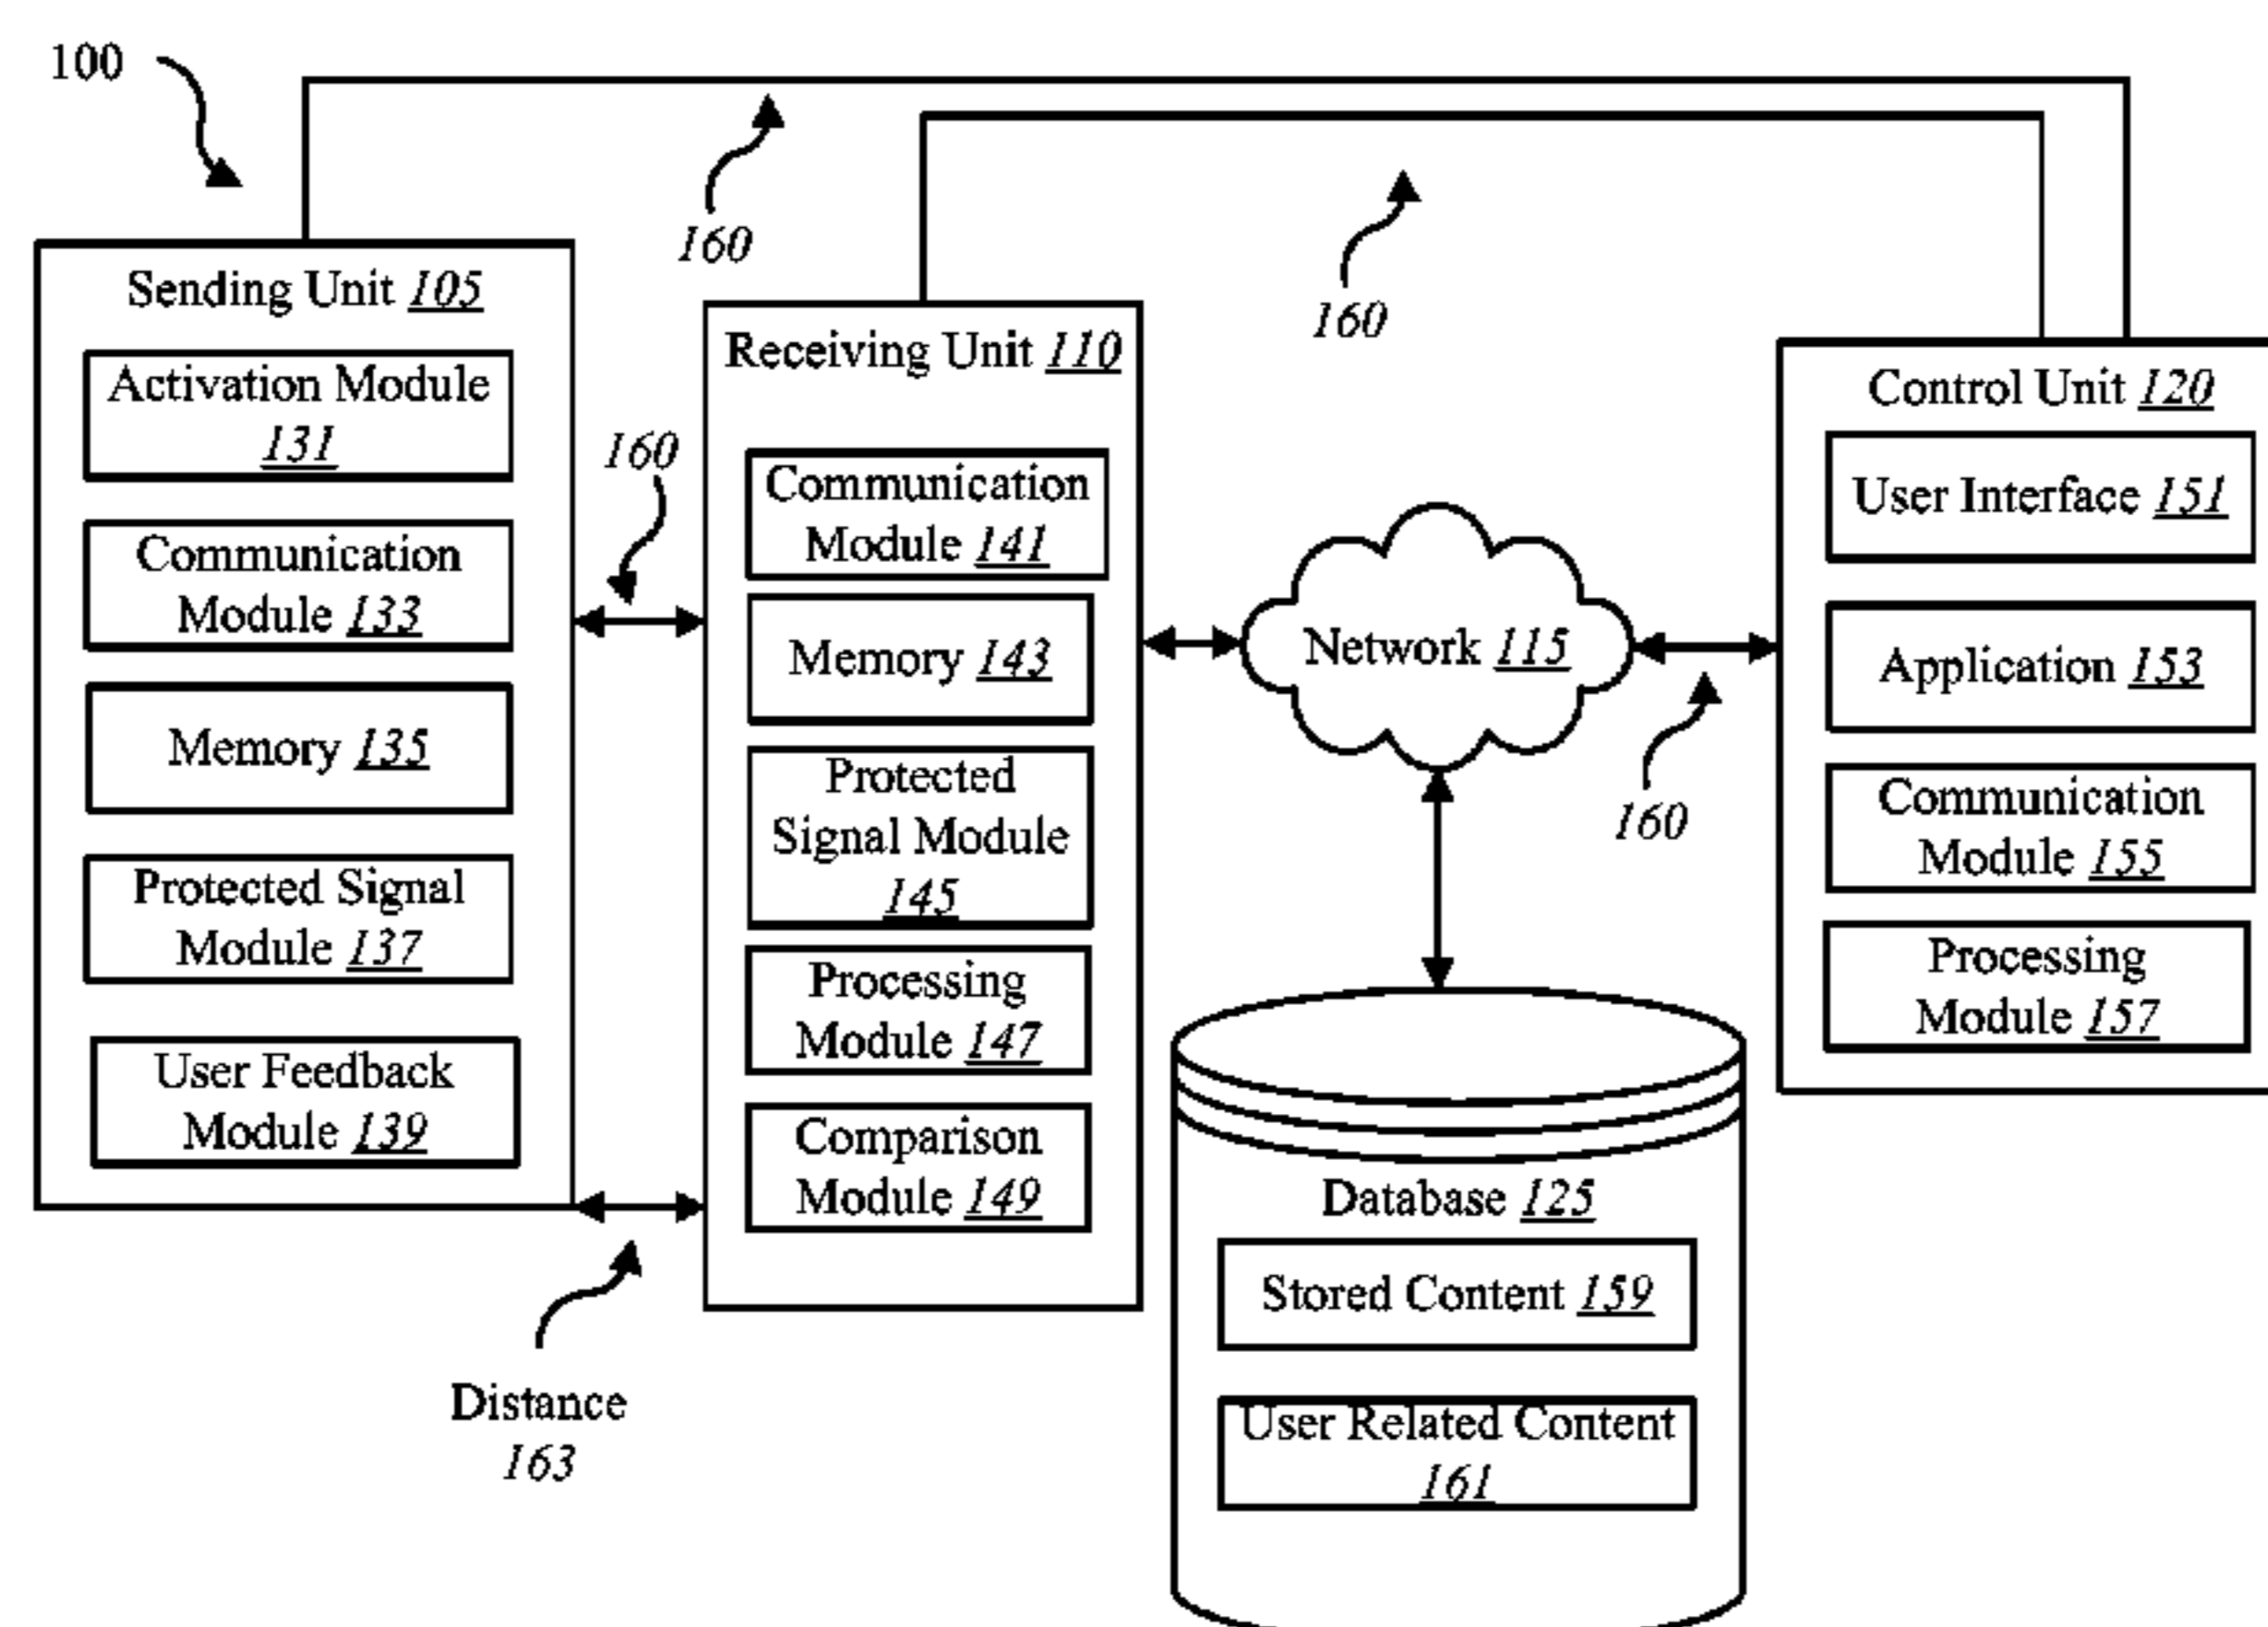 100
160
160
Sending Unit 105
Activation Module
131
Communication
Module 133
Memory 135
Protected Signal
Module 137
User Feedback
Module 139
160
Distance
163
Receiving Unit 110
Communication
Module 141
Memory 143
Protected
Signal Module
145
Processing
Module 147
Comparison
Module 149
Network 115
160
Database 125
Stored Content 159
User Related Content
161
Control Unit 120
User Interface 151
Application 153
Communication
Module 155
Processing
Module 157